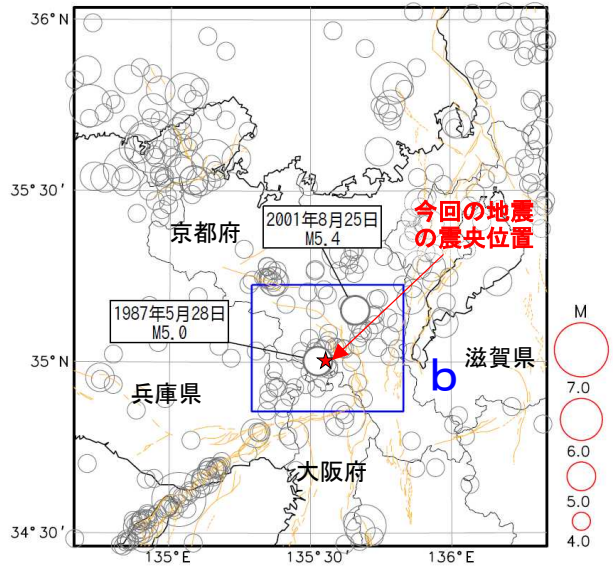 36°N
35°30′
京都府
2001年8月25日
M5.4
今回の地震
の震央位置
1987年5月28日
M5.0
M
35°N
滋賀県
b
兵庫県
7.0
6.0
大阪府
5.0
4.0
34°30′
135°E
135°30′
136°E